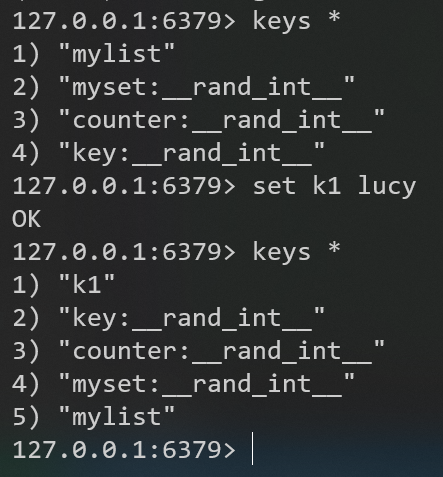 127.0.0.1:6379> keys *
1) "mylist"
2) "myset:__rand_int__"
3) "counter:__rand_int__"
4) "key:__rand_int__"
127.0.0.1:6379> set k1 lucy
OK
127.0.0.1:6379> keys *
1) "k1"
2) "key:__rand_int__"
3) "counter:__rand_int__"
4) "myset:__rand_int__"
5) "mylist"
127.0.0.1:6379>